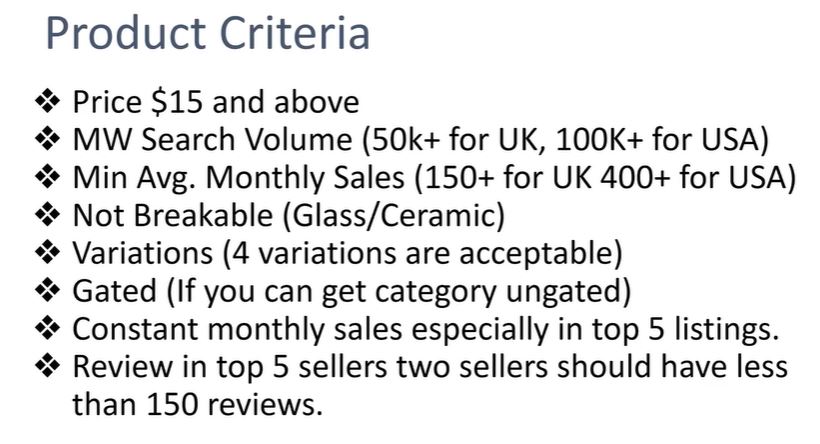 Product Criteria
❖ Price $15 and above
❖ MW Search Volume (50k+ for UK, 100K+ for USA)
❖ Min Avg. Monthly Sales (150+ for UK 400+ for USA)
❖ Not Breakable (Glass/Ceramic)
❖ Variations (4 variations are acceptable)
❖ Gated (If you can get category ungated)
❖ Constant monthly sales especially in top 5 listings.
❖ Review in top 5 sellers two sellers should have less
than 150 reviews.